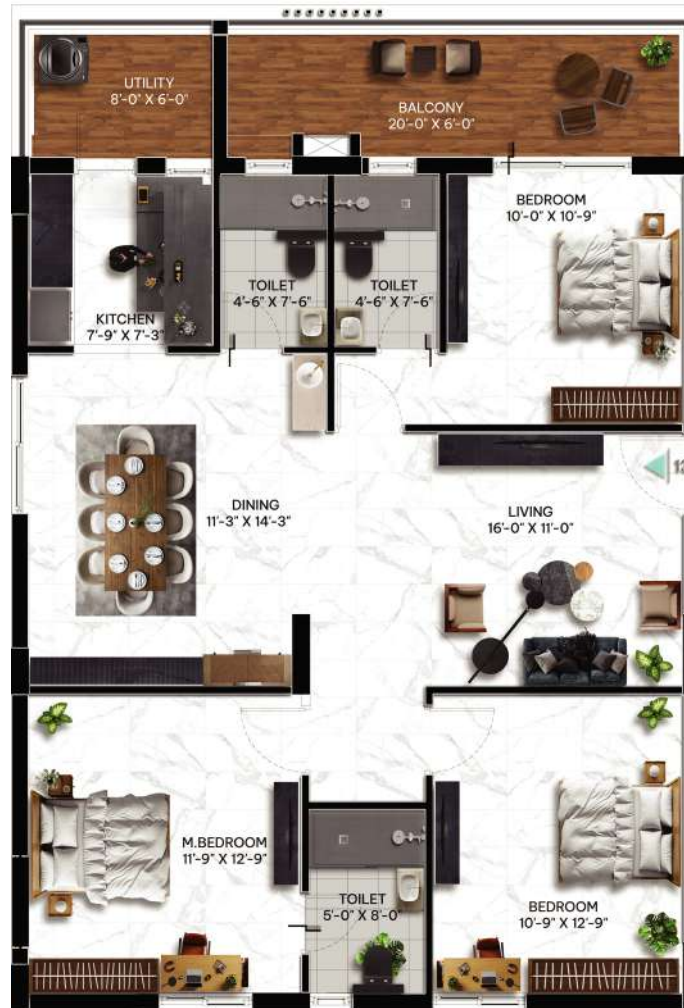 UTILITY
8'-0" X 6'-0"
BALCONY
20'-0" X 6'-0"
BEDROOM
10'-0" X 10'-9"
TOILET
4'-6" X 7'-6"
TOILET
4'-6" X 7'-6"
KITCHEN
7'-9" X 7'-3"
DINING
11'-3" X 14'-3"
LIVING
16'-0" X 11'-0"
M.BEDROOM
11'-9" X 12'-9"
TOILET
5'-0" X 8'-0"
BEDROOM
10'-9" X 12'-9"